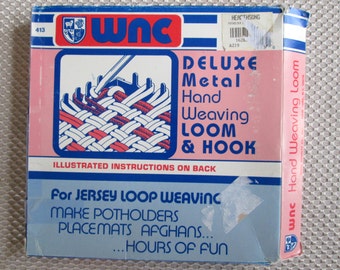 413
WNC
DELUXE
Metal
Hand
Weaving
LOOM
& HOOK
ILLUSTRATED INSTRUCTIONS ON BACK
For JERSEY LOOP WEAVING
MAKE POTHOLDERS
PLACEMATS AFGHANS...
...HOURS OF FUN
WNC Hand Weaving Loom